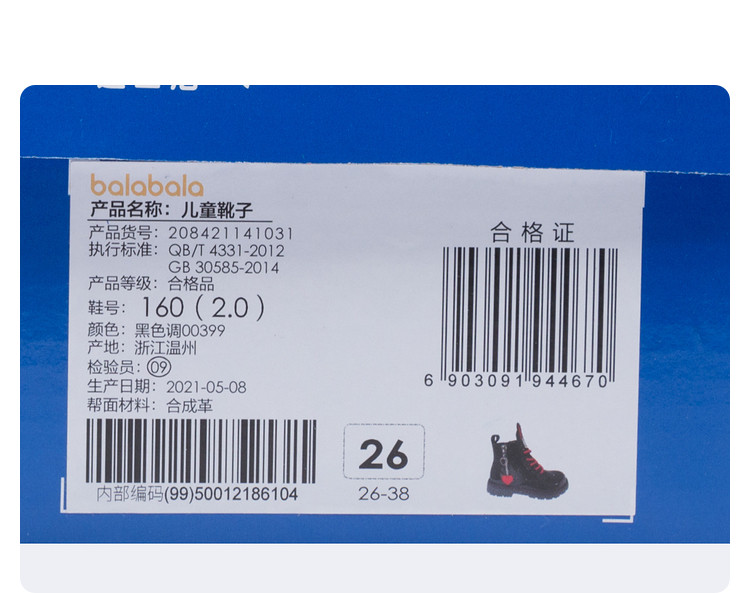 balabala
产品名称：儿童靴子
产品货号：208421141031
执行标准：QB/T 4331-2012
GB 30585-2014
产品等级：合格品
鞋号：160（2.0）
颜色：黑色调00399
产地：浙江温州
检验员：09
生产日期：2021-05-08
帮面材料：合成革
内部编码(99)50012186104
合格证
6 903091 944670
26
26-38